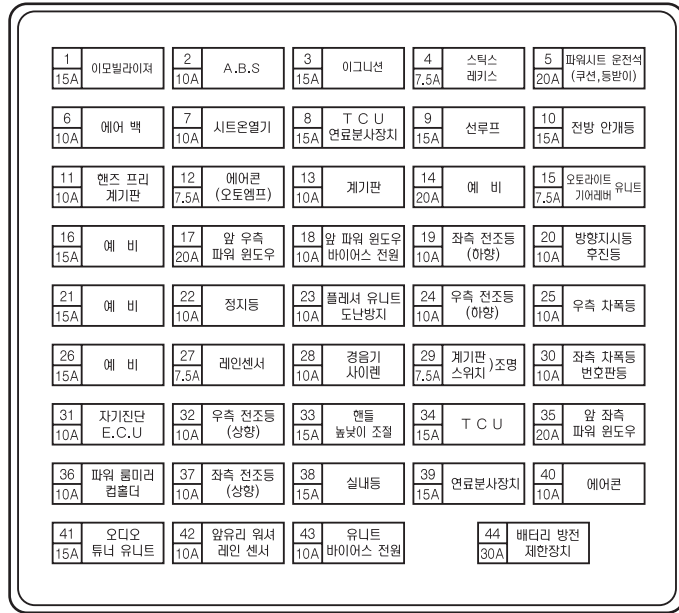 1 15A 이모빌라이져
2 10A A.B.S
3 15A 이그니션
4 7.5A 스틱스 레키스
5 20A 파워시트 운전석 (쿠션,등받이)
6 10A 에어 백
7 10A 시트온열기
8 15A T C U 연료분사장치
9 15A 선루프
10 15A 전방 안개등
11 10A 핸즈 프리 계기판
12 7.5A 에어콘 (오토엠프)
13 10A 계기판
14 20A 예 비
15 7.5A 오토라이트 기어레버 유니트
16 15A 예 비
17 20A 앞 우측 파워 윈도우
18 10A 앞 파워 윈도우 바이어스 전원
19 10A 좌측 전조등 (하향)
20 10A 방향지시등 후진등
21 15A 예 비
22 10A 정지등
23 10A 플레셔 유니트 도난방지
24 10A 우측 전조등 (하향)
25 10A 우측 차폭등
26 15A 예 비
27 7.5A 레인센서
28 10A 경음기 사이렌
29 7.5A 계기판 스위치 )조명
30 10A 좌측 차폭등 번호판등
31 10A 자기진단 E.C.U
32 10A 우측 전조등 (상향)
33 15A 핸들 높낮이 조절
34 15A T C U
35 20A 앞 좌측 파워 윈도우
36 10A 파워 룸미러 컵홀더
37 10A 좌측 전조등 (상향)
38 15A 실내등
39 15A 연료분사장치
40 10A 에어콘
41 15A 오디오 튜너 유니트
42 10A 앞유리 워셔 레인 센서
43 10A 유니트 바이어스 전원
44 30A 배터리 방전 제한장치